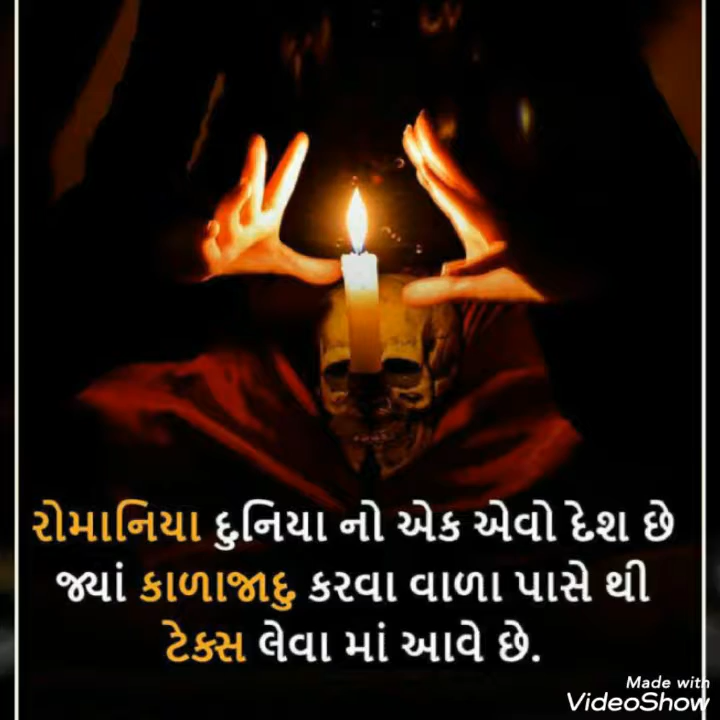 રોમાનિયા દુનિયા નો એક એવો દેશ છે
જ્યાં કાળાજાદુ કરવા વાળા પાસે થી
ટેક્સ લેવા માં આવે છે.
Made with
VideoShow